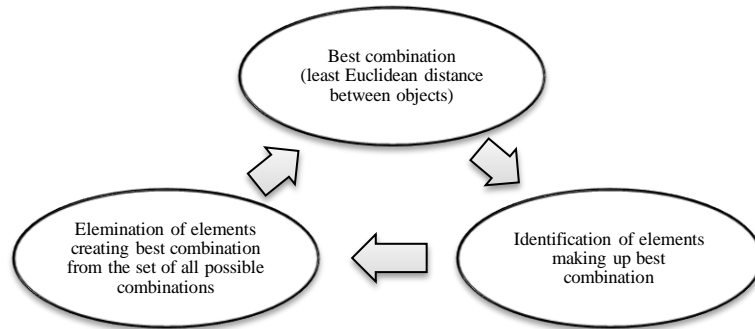 Best combination
(least Euclidean distance
between objects)
Elemination of elements
creating best combination
from the set of all possible
combinations
Identification of elements
making up best
combination